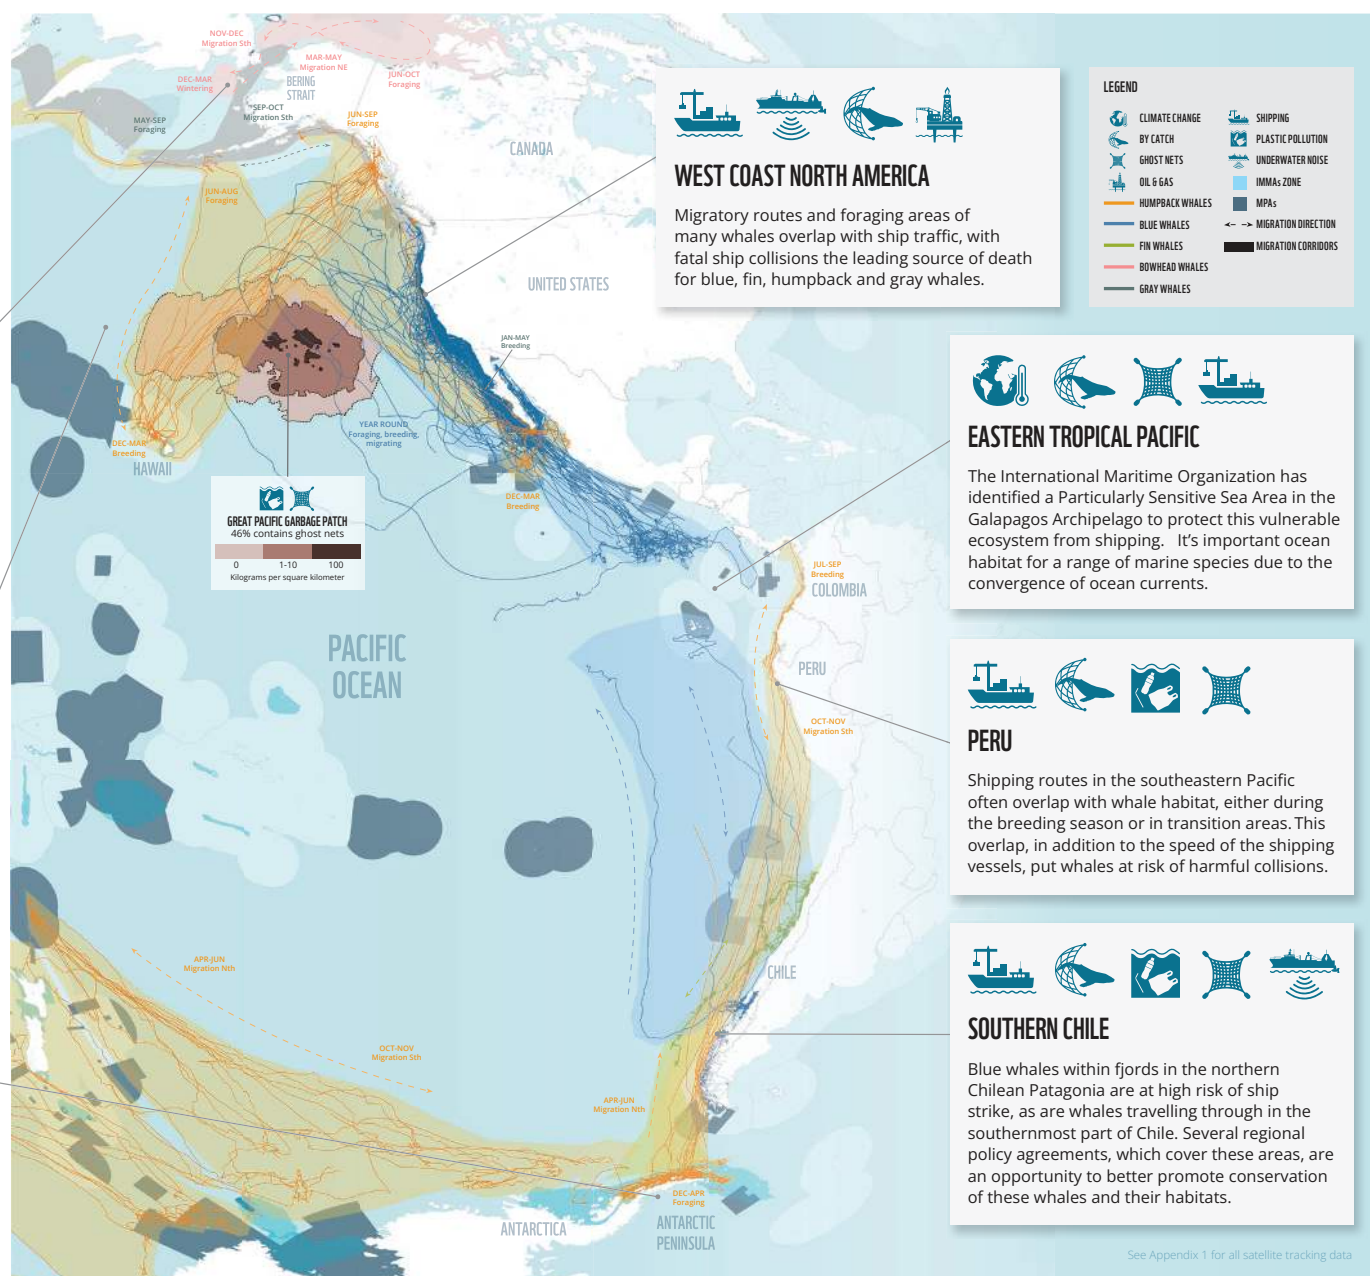 NOV-DEC
Migration Sth
MAR-MAY
Migration NE
DEC-MAR
Wintering
BERING
STRAIT
JUN-OCT
Foraging
SEP-OCT
Migration Sth
MAY-SEP
Foraging
JUN-SEP
Foraging
CANADA
JUN-AUG
Foraging
UNITED STATES
JAN-MAY
Breeding
YEAR ROUND
Foraging, breeding,
migrating
DEC-MAR
Breeding
HAWAII
DEC-MAR
Breeding
GREAT PACIFIC GARBAGE PATCH
46% contains ghost nets
0 1-10 100
Kilograms per square kilometer
JUL-SEP
Breeding
COLOMBIA
PACIFIC
OCEAN
PERU
OCT-NOV
Migration Sth
CHILE
APR-JUN
Migration Nth
OCT-NOV
Migration Sth
APR-JUN
Migration Nth
DEC-APR
Foraging
ANTARCTICA
ANTARCTIC
PENINSULA
WEST COAST NORTH AMERICA
Migratory routes and foraging areas of
many whales overlap with ship traffic, with
fatal ship collisions the leading source of death
for blue, fin, humpback and gray whales.
LEGEND
CLIMATE CHANGE
BY CATCH
GHOST NETS
OIL & GAS
HUMPBACK WHALES
BLUE WHALES
FIN WHALES
BOWHEAD WHALES
GRAY WHALES
SHIPPING
PLASTIC POLLUTION
UNDERWATER NOISE
IMMAs ZONE
MPAs
MIGRATION DIRECTION
MIGRATION CORRIDORS
EASTERN TROPICAL PACIFIC
The International Maritime Organization has
identified a Particularly Sensitive Sea Area in the
Galapagos Archipelago to protect this vulnerable
ecosystem from shipping. It's important ocean
habitat for a range of marine species due to the
convergence of ocean currents.
PERU
Shipping routes in the southeastern Pacific
often overlap with whale habitat, either during
the breeding season or in transition areas. This
overlap, in addition to the speed of the shipping
vessels, put whales at risk of harmful collisions.
SOUTHERN CHILE
Blue whales within fjords in the northern
Chilean Patagonia are at high risk of ship
strike, as are whales travelling through in the
southernmost part of Chile. Several regional
policy agreements, which cover these areas, are
an opportunity to better promote conservation
of these whales and their habitats.
See Appendix 1 for all satellite tracking data